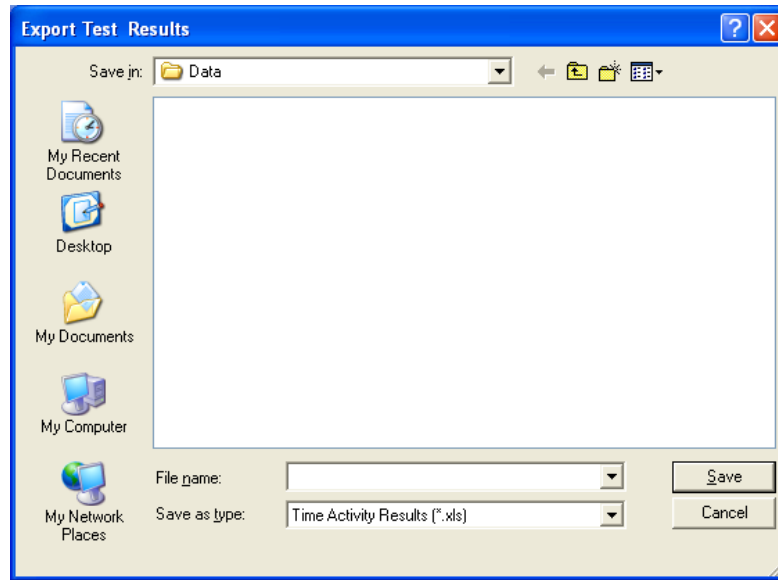 Export Test Results
Save in:
Data
My Recent
Documents
Desktop
My Documents
My Computer
My Network
Places
File name:
Save
Save as type:
Time Activity Results (*.xls)
Cancel